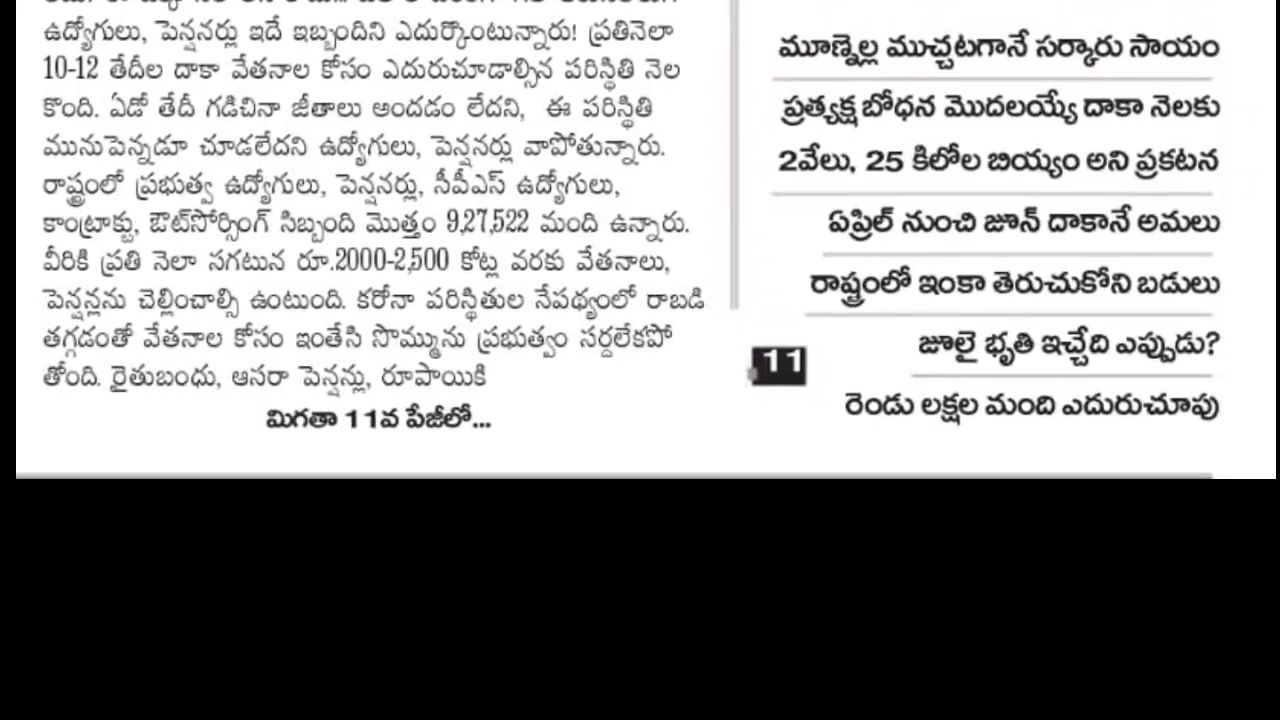 ఉద్యోగులు, పెన్షనర్లు ఇదే ఇబ్బందిని ఎదుర్కొంటున్నారు! ప్రతినెలా
10-12 తేదీల దాకా వేతనాల కోసం ఎదురుచూడాల్సిన పరిస్థితి నెల
కొంది. ఏడో తేదీ గడిచినా జీతాలు అందడం లేదని, ఈ పరిస్థితి
మునుపెన్నడూ చూడలేదని ఉద్యోగులు, పెన్షనర్లు వాపోతున్నారు.
రాష్ట్రంలో ప్రభుత్వ ఉద్యోగులు, పెన్షనర్లు, సీపీఎస్ ఉద్యోగులు,
కాంట్రాక్టు, ఔట్‌సోర్సింగ్ సిబ్బంది మొత్తం 9,27,522 మంది ఉన్నారు.
వీరికి ప్రతి నెలా సగటున రూ.2000-2,500 కోట్ల వరకు వేతనాలు,
పెన్షన్లను చెల్లించాల్సి ఉంటుంది. కరోనా పరిస్థితుల నేపథ్యంలో రాబడి
తగ్గడంతో వేతనాల కోసం ఇంతేసి సొమ్మును ప్రభుత్వం సర్దలేకపో
తోంది. రైతుబంధు, ఆసరా పెన్షన్లు, రూపాయికి
మిగతా 11వ పేజీలో...
మూణ్నెల్ల ముచ్చటగానే సర్కారు సాయం
ప్రత్యక్ష బోధన మొదలయ్యే దాకా నెలకు
2వేలు, 25 కిలోల బియ్యం అని ప్రకటన
ఏప్రిల్ నుంచి జూన్ దాకానే అమలు
రాష్ట్రంలో ఇంకా తెరుచుకోని బడులు
జూలై భృతి ఇచ్చేది ఎప్పుడు?
11
రెండు లక్షల మంది ఎదురుచూపు